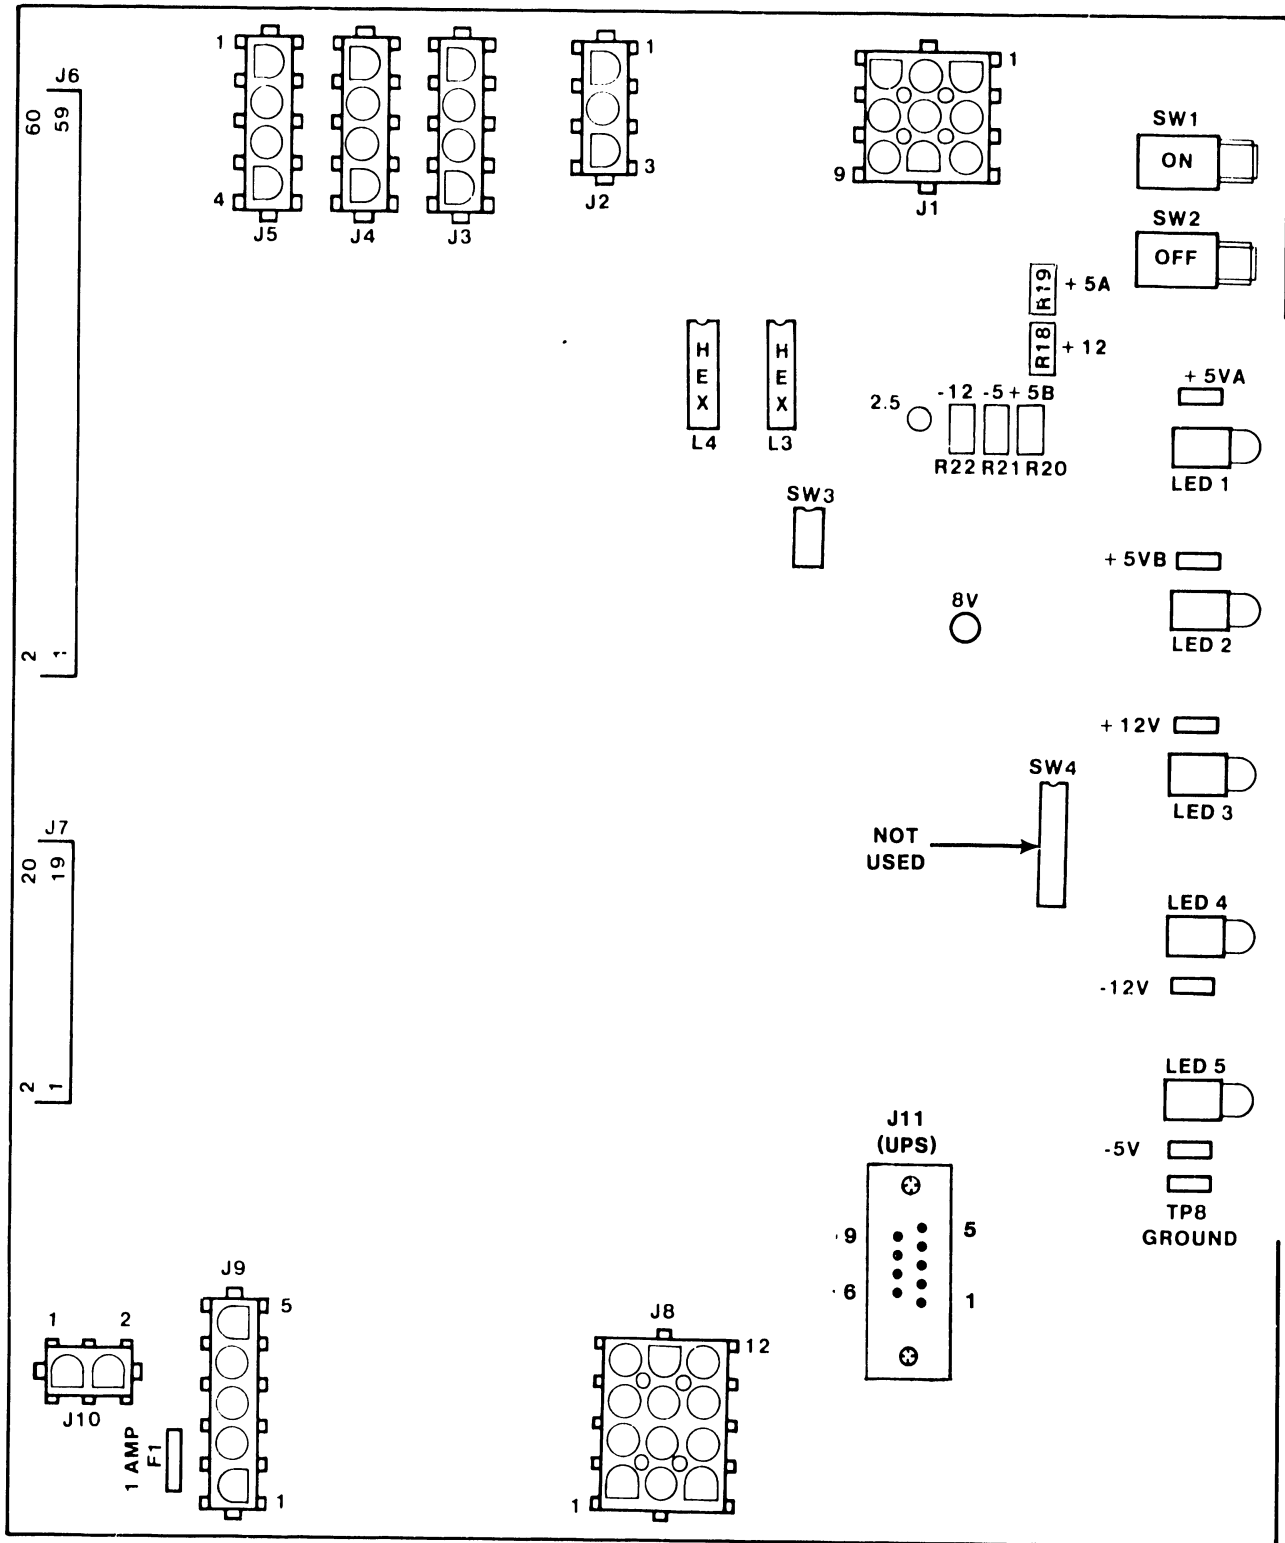 1
4
J5
J4
J3
1
3
J2
1
9
J1
J6
60
59
2
1
SW1
ON
SW2
OFF
R19
+ 5A
R18
+ 12
HEX
L4
HEX
L3
2.5
-12
-5
+ 5B
R22
R21
R20
+ 5VA
LED 1
SW3
+ 5VB
LED 2
8V
+ 12V
LED 3
SW4
NOT
USED
J7
20
19
2
1
LED 4
-12V
LED 5
-5V
TP8
GROUND
J11
(UPS)
9
5
6
1
J9
5
1
1
2
J10
1 AMP
F1
J8
12
1